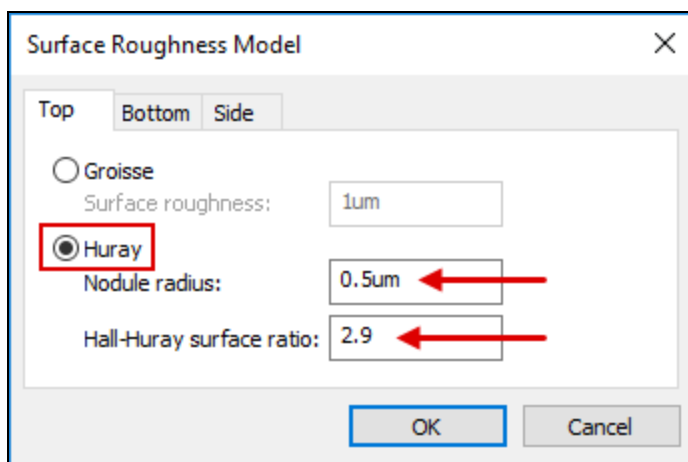 Surface Roughness Model
Top Bottom Side
Groisse
Surface roughness: 1um
Huray
Nodule radius: 0.5um
Hall-Huray surface ratio: 2.9
OK Cancel